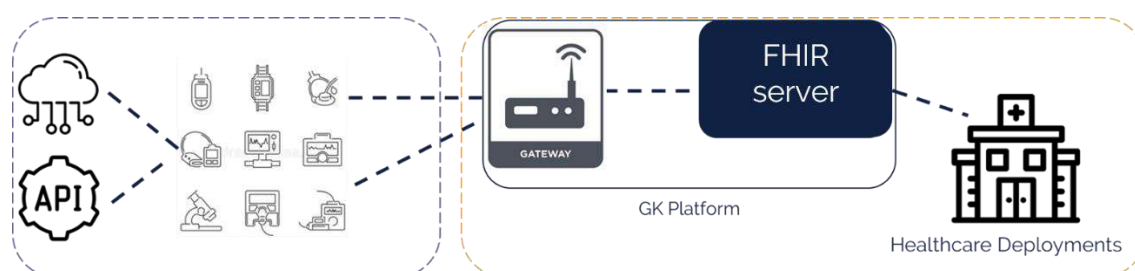 API
GATEWAY
FHIR
server
GK Platform
Healthcare Deployments